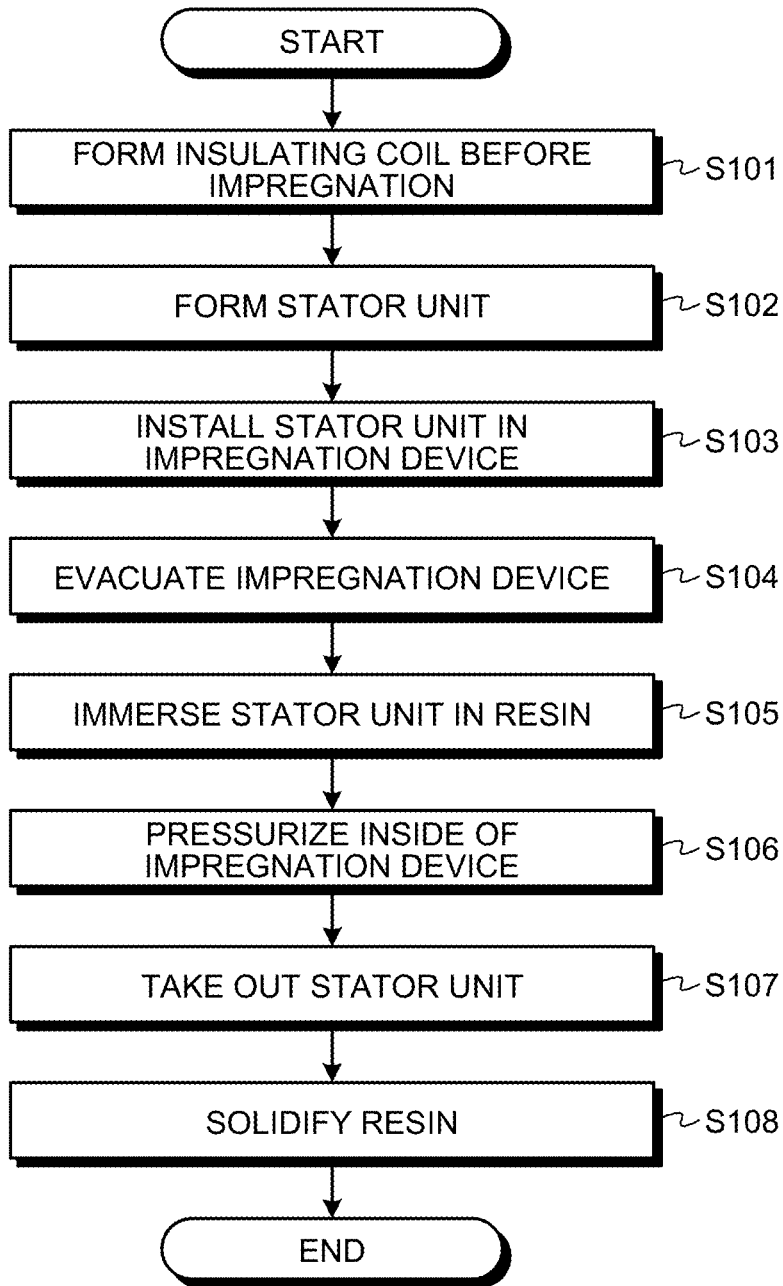 START
FORM INSULATING COIL BEFORE
IMPREGNATION
S101
FORM STATOR UNIT
S102
INSTALL STATOR UNIT IN
IMPREGNATION DEVICE
S103
EVACUATE IMPREGNATION DEVICE
S104
IMMERSE STATOR UNIT IN RESIN
S105
PRESSURIZE INSIDE OF
IMPREGNATION DEVICE
S106
TAKE OUT STATOR UNIT
S107
SOLIDIFY RESIN
S108
END